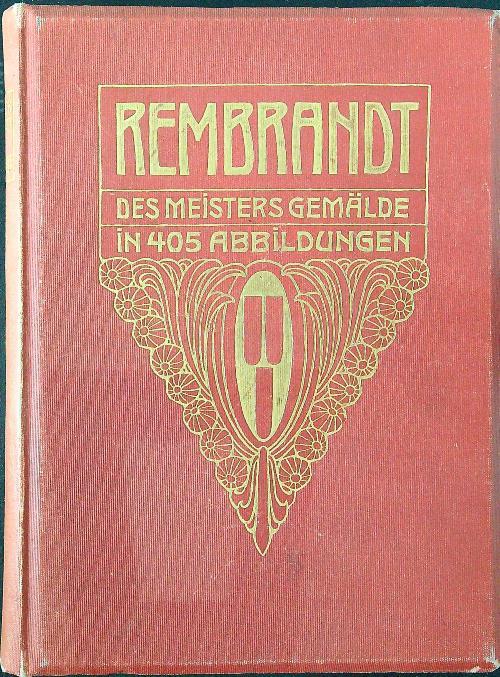 REMBRANDT
DES MEISTERS GEMÄLDE
IN 405 ABBILDUNGEN